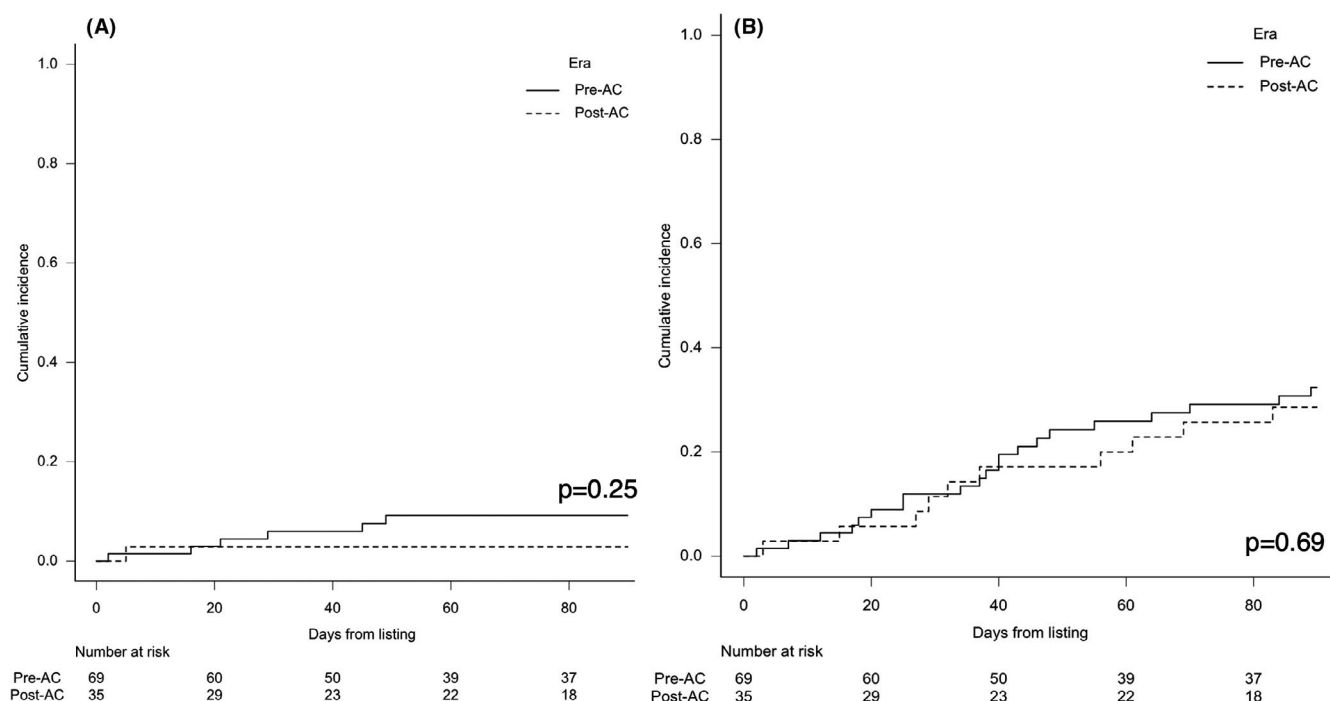 (A)
Era
Pre-AC
Post-AC
1.0
0.8
0.6
0.4
0.2
0.0
Cumulative incidence
p=0.25
0 20 40 60 80
Days from listing
Number at risk
Pre-AC 69 60 50 39 37
Post-AC 35 29 23 22 18
(B)
Era
Pre-AC
Post-AC
1.0
0.8
0.6
0.4
0.2
0.0
Cumulative incidence
p=0.69
0 20 40 60 80
Days from listing
Number at risk
Pre-AC 69 60 50 39 37
Post-AC 35 29 23 22 18